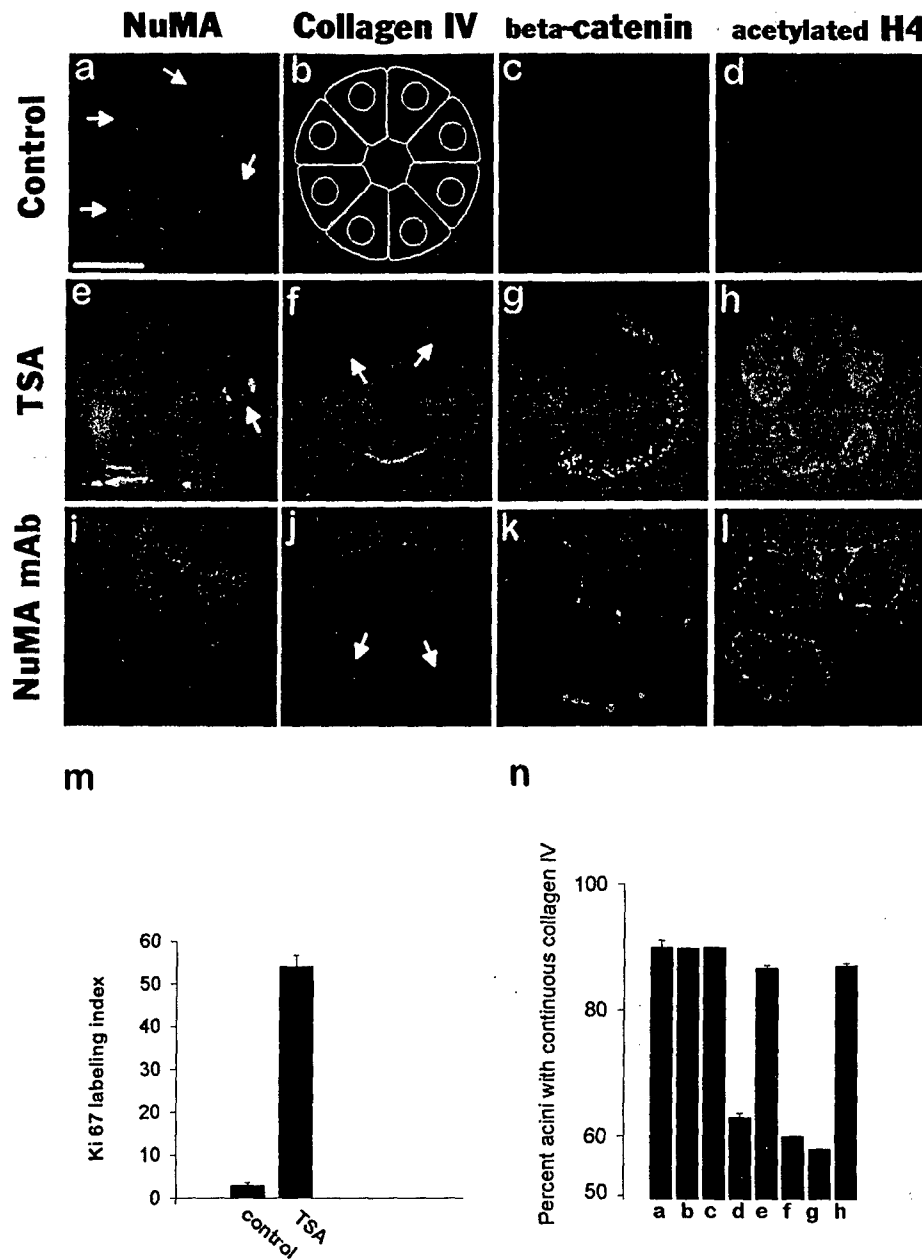 NuMA Collagen IV beta-catenin acetylated H4
Control
a b c d
TSA
e f g h
NuMA mAb
i j k l
m
n
Ki 67 labeling index
60
50
40
30
20
10
0
control TSA
Percent acini with continuous collagen IV
100
80
60
50
a b c d e f g h